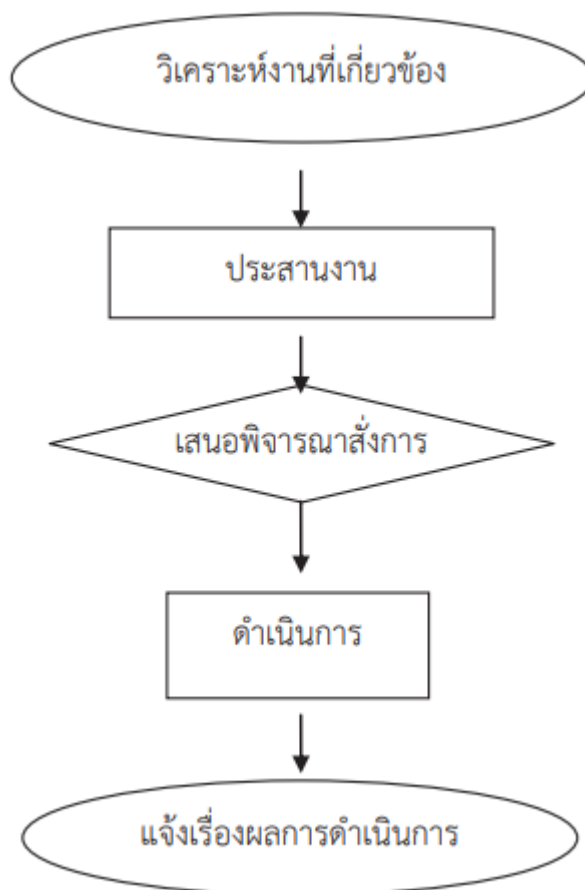 วิเคราะห์งานที่เกี่ยวข้อง
ประสานงาน
เสนอพิจารณาสั่งการ
ดำเนินการ
แจ้งเรื่องผลการดำเนินการ